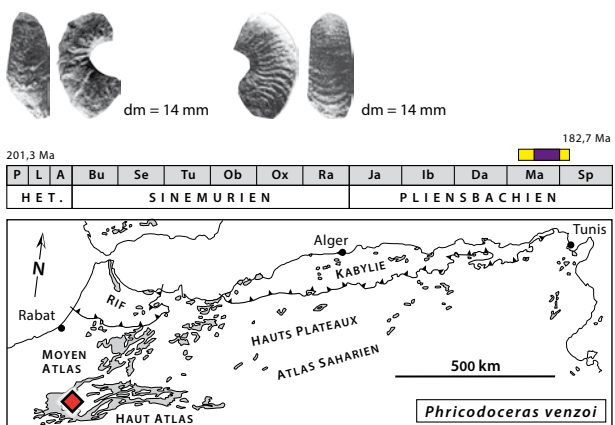 dm = 14 mm
dm = 14 mm
201,3 Ma
182,7 Ma
P L A Bu Se Tu Ob Ox Ra Ja Ib Da Ma Sp
HET. SINEMURIEN PLIENSBACHIEN
N
Alger
Tunis
KABYLIE
RIF
Rabat
HAUTS PLATEAUX
MOYEN
ATLAS
ATLAS SAHARIEN
500 km
HAUT ATLAS
Phricodoceras venzoi